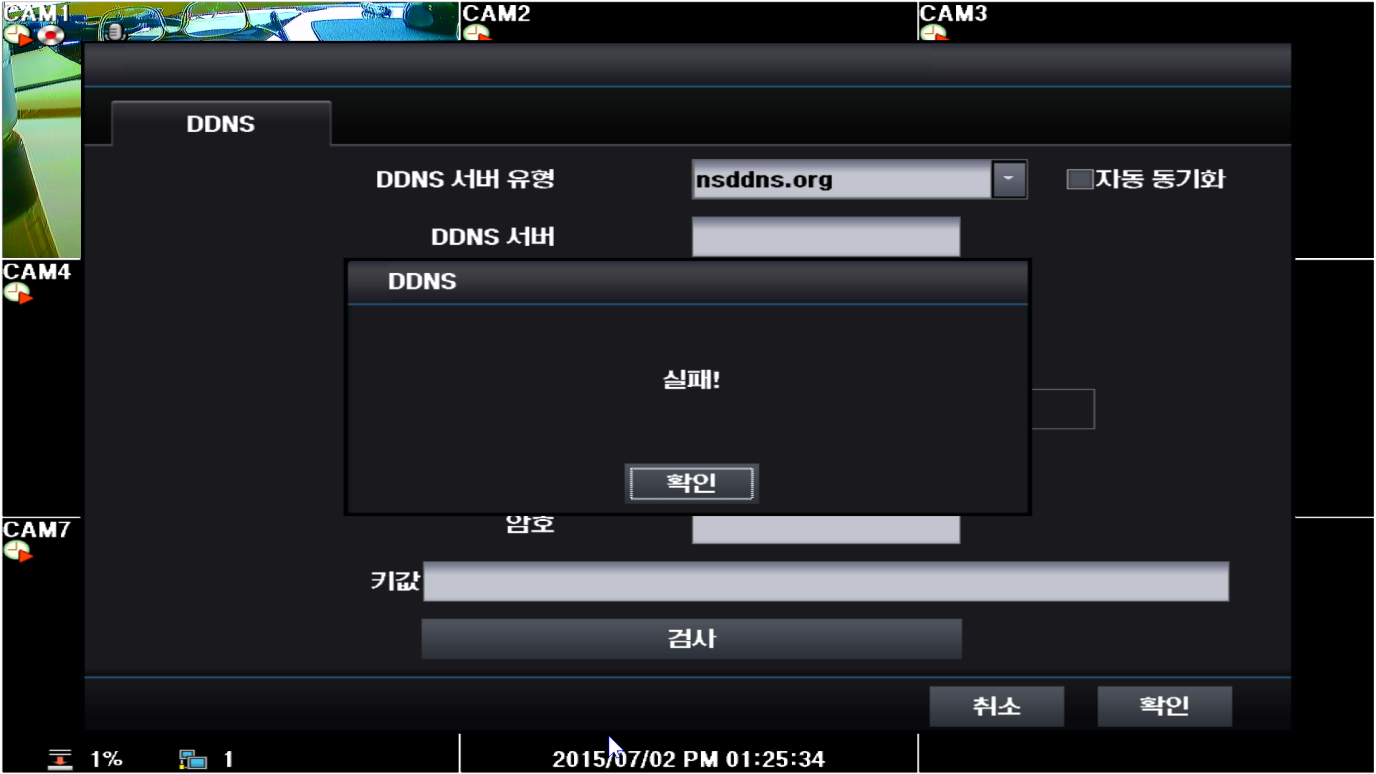 CAM1
CAM2
CAM3
DDNS
DDNS 서버 유형
nsddns.org
자동 동기화
DDNS 서버
CAM4
DDNS
실패!
확인
CAM7
암호
키값
검사
취소
확인
1%
1
2015/07/02 PM 01:25:34